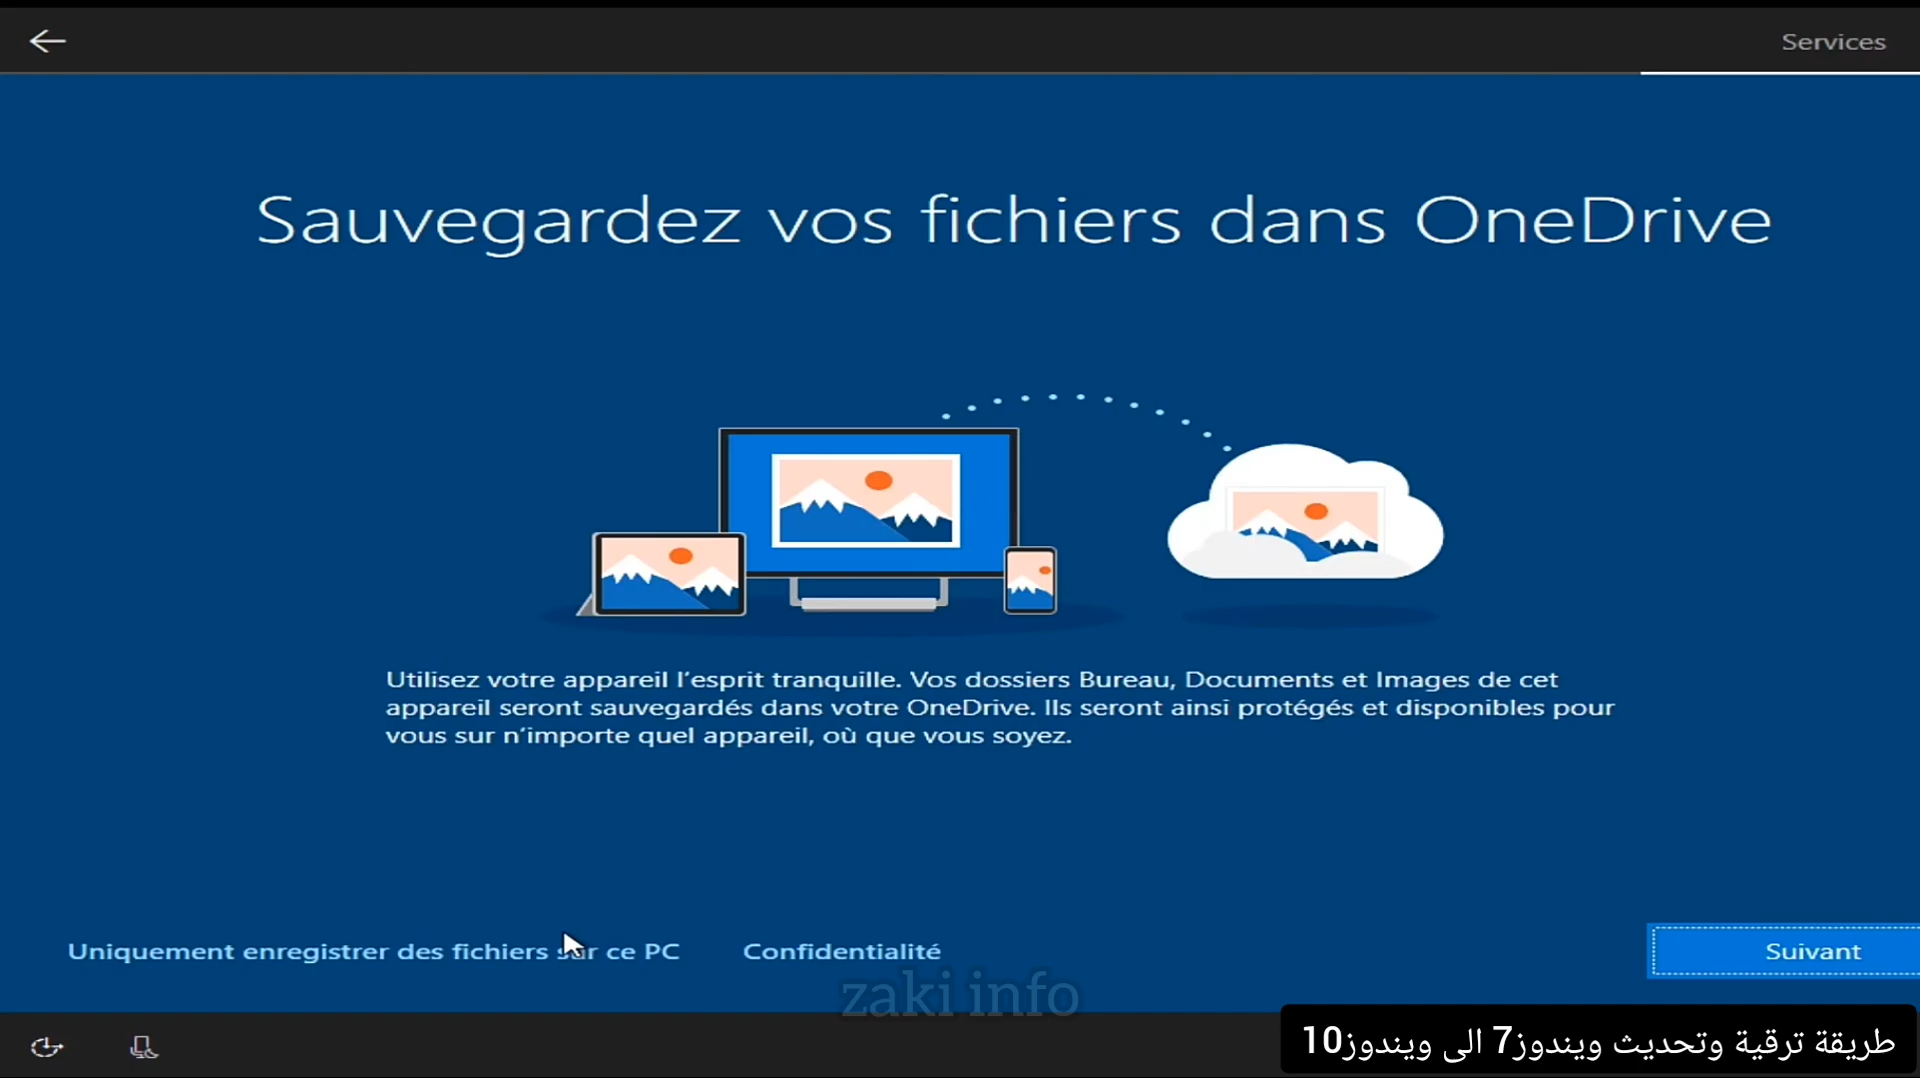 Services
Sauvegardez vos fichiers dans OneDrive
Utilisez votre appareil l'esprit tranquille. Vos dossiers Bureau, Documents et Images de cet
appareil seront sauvegardés dans votre OneDrive. Ils seront ainsi protégés et disponibles pour
vous sur n'importe quel appareil, où que vous soyez.
Uniquement enregistrer des fichiers sur ce PC
Confidentialité
Suivant
zaki info
طريقة ترقية وتحديث ويندوز7 الى ويندوز10